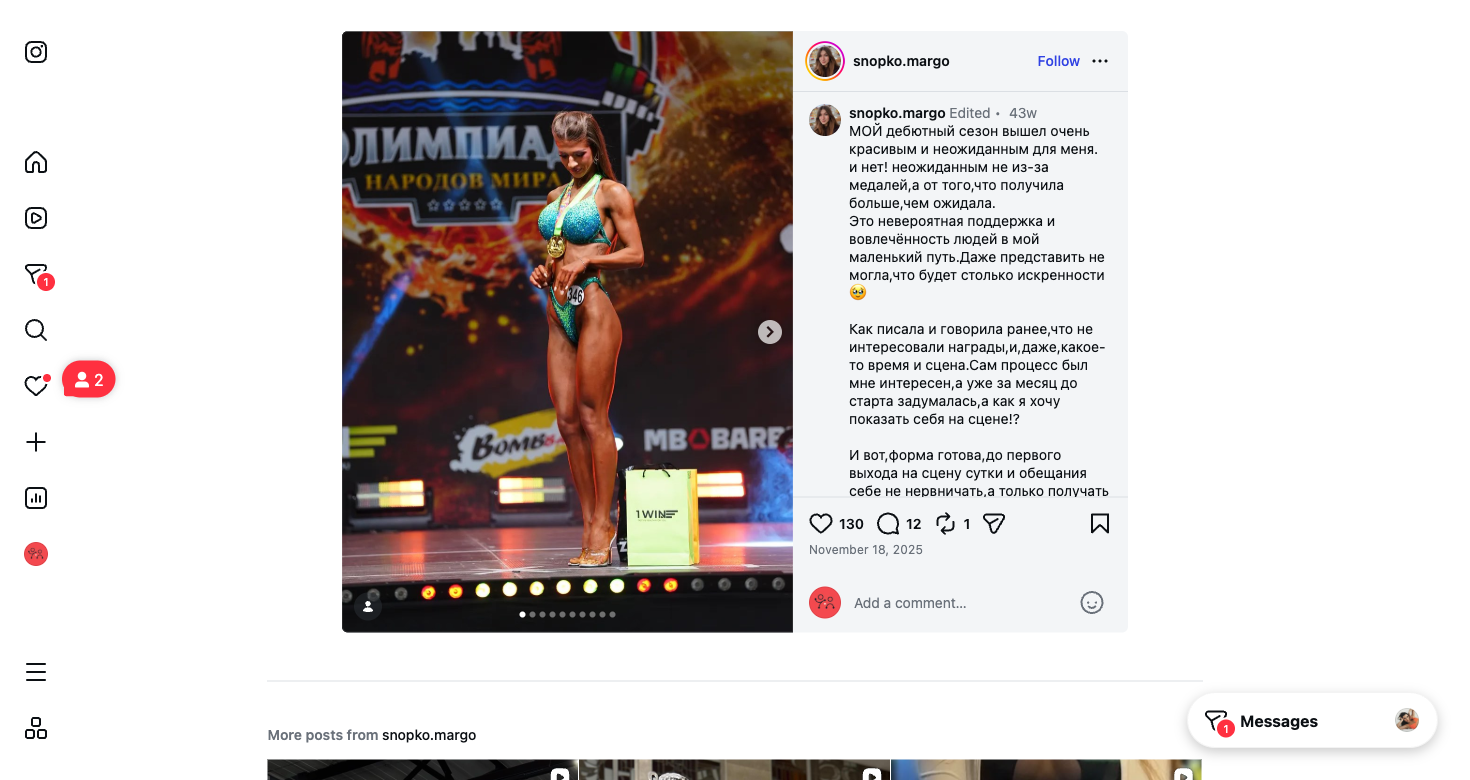 1
2
ОЛИМПИАД
НАРОДОВ МИРА
346
BOMBBAR
MB BARB
1WIN
snopko.margo
Follow
snopko.margo Edited • 43w
МОЙ дебютный сезон вышел очень
красивым и неожиданным для меня.
и нет! неожиданным не из-за
медалей,а от того,что получила
больше,чем ожидала.
Это невероятная поддержка и
вовлечённость людей в мой
маленький путь.Даже представить не
могла,что будет столько искренности
🥹
Как писала и говорила ранее,что не
интересовали награды,и,даже,какое-
то время и сцена.Сам процесс был
мне интересен,а уже за месяц до
старта задумалась,а как я хочу
показать себя на сцене!?
И вот,форма готова,до первого
выхода на сцену сутки и обещания
себе не нервничать,а только получать
130 12 1
November 18, 2025
Add a comment...
More posts from snopko.margo
1
Messages